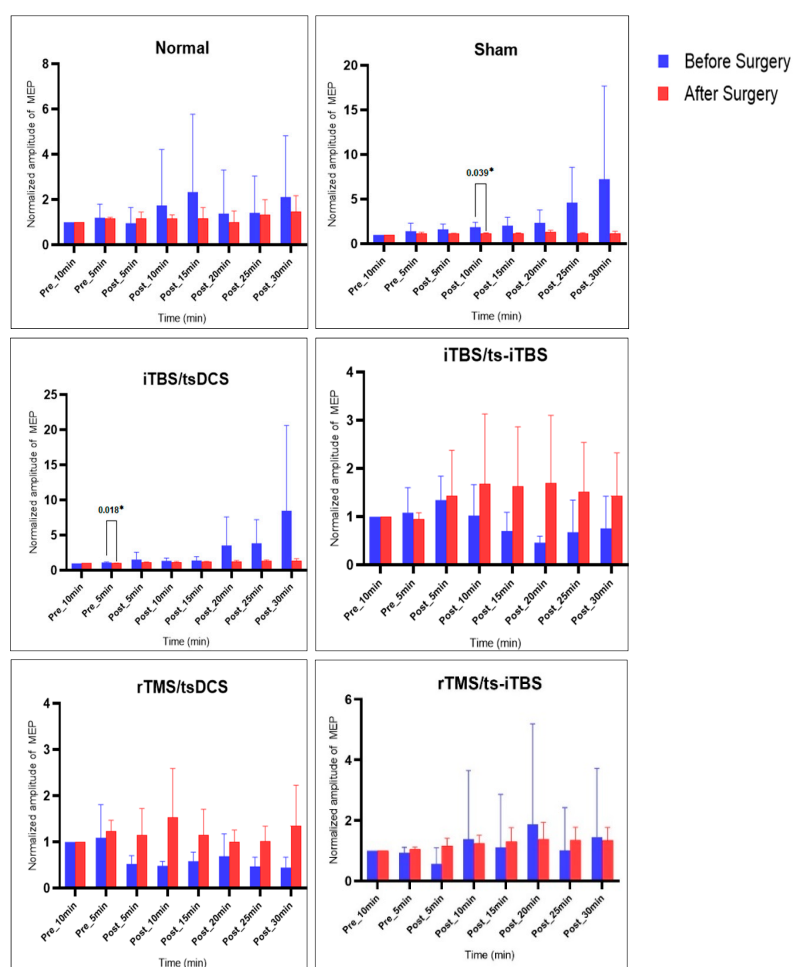 Normal
Normalized amplitude of MEP
8
6
4
2
0
Pre_10min
Pre_5min
Post_5min
Post_10min
Post_15min
Post_20min
Post_25min
Post_30min
Time (min)
Sham
Normalized amplitude of MEP
20
15
10
5
0
0.039*
Pre_10min
Pre_5min
Post_5min
Post_10min
Post_15min
Post_20min
Post_25min
Post_30min
Time (min)
Before Surgery
After Surgery
iTBS/tsDCS
Normalized amplitude of MEP
25
20
15
10
5
0
0.018*
Pre_10min
Pre_5min
Post_5min
Post_10min
Post_15min
Post_20min
Post_25min
Post_30min
Time (min)
iTBS/ts-iTBS
Normalized amplitude of MEP
4
3
2
1
0
Pre_10min
Pre_5min
Post_5min
Post_10min
Post_15min
Post_20min
Post_25min
Post_30min
Time (min)
rTMS/tsDCS
Normalized amplitude of MEP
4
3
2
1
0
Pre_10min
Pre_5min
Post_5min
Post_10min
Post_15min
Post_20min
Post_25min
Post_30min
Time (min)
rTMS/ts-iTBS
Normalized amplitude of MEP
6
4
2
0
Pre_10min
Pre_5min
Post_5min
Post_10min
Post_15min
Post_20min
Post_25min
Post_30min
Time (min)